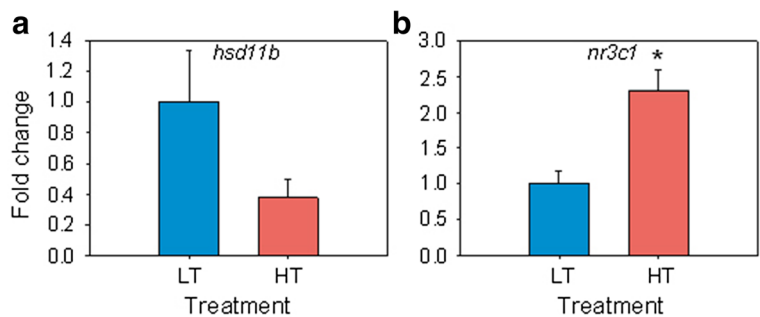 a
hsd11b
Fold change
1.4
1.2
1.0
0.8
0.6
0.4
0.2
0.0
LT HT
Treatment
b
nr3c1
*
3.0
2.5
2.0
1.5
1.0
0.5
0.0
LT HT
Treatment